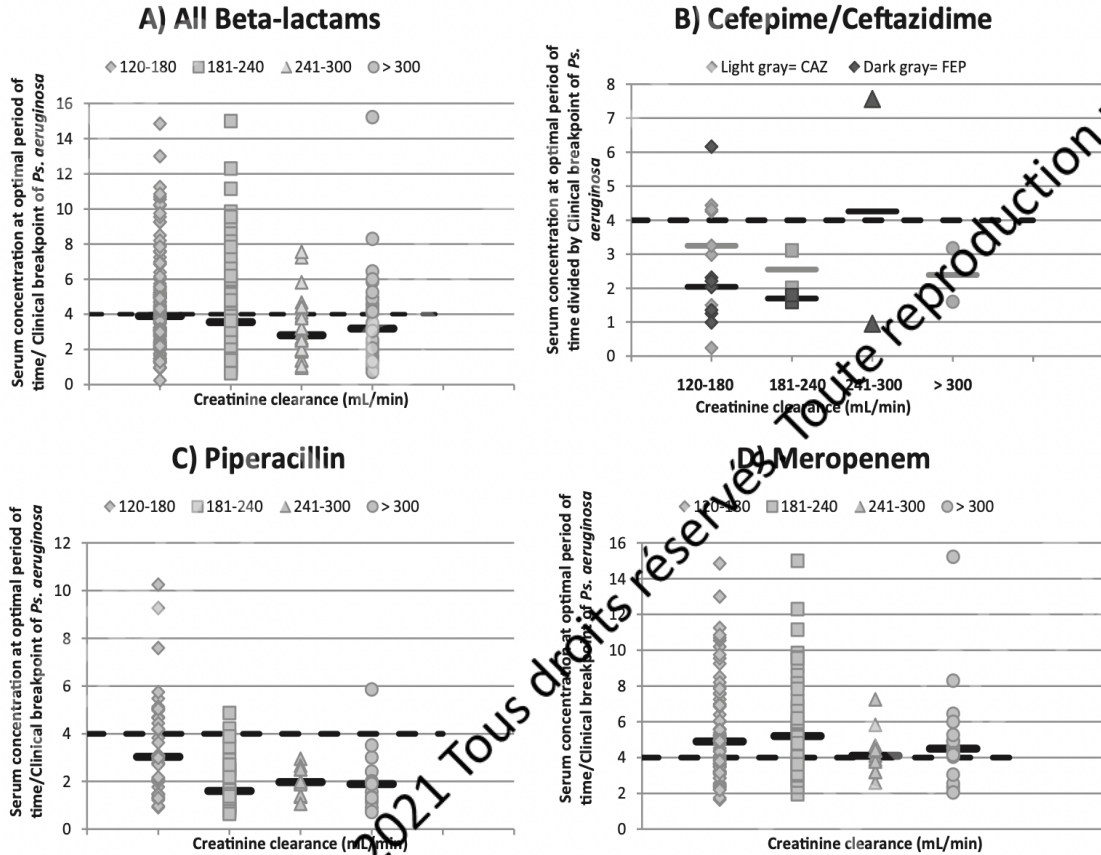 A) All Beta-lactams
120-180 181-240 241-300 > 300
Serum concentration at optimal period of
time/ Clinical breakpoint of Ps. aeruginosa
16
14
12
10
8
6
4
2
0
Creatinine clearance (mL/min)
B) Cefepime/Ceftazidime
Light gray= CAZ Dark gray= FEP
Serum concentration at optimal period of
time divided by Clinical breakpoint of Ps.
aeruginosa
8
7
6
5
4
3
2
1
0
120-180 181-240 241-300 > 300
Creatinine clearance (mL/min)
C) Piperacillin
120-180 181-240 241-300 > 300
Serum concentration at optimal period of
time/Clinical breakpoint of Ps. aeruginosa
12
10
8
6
4
2
0
Creatinine clearance (mL/min)
D) Meropenem
120-180 181-240 241-300 > 300
Serum concentration at optimal period of
time/Clinical breakpoint of Ps. aeruginosa
16
14
12
10
8
6
4
2
0
Creatinine clearance (mL/min)
2021 Tous droits réservés Toute reproduction